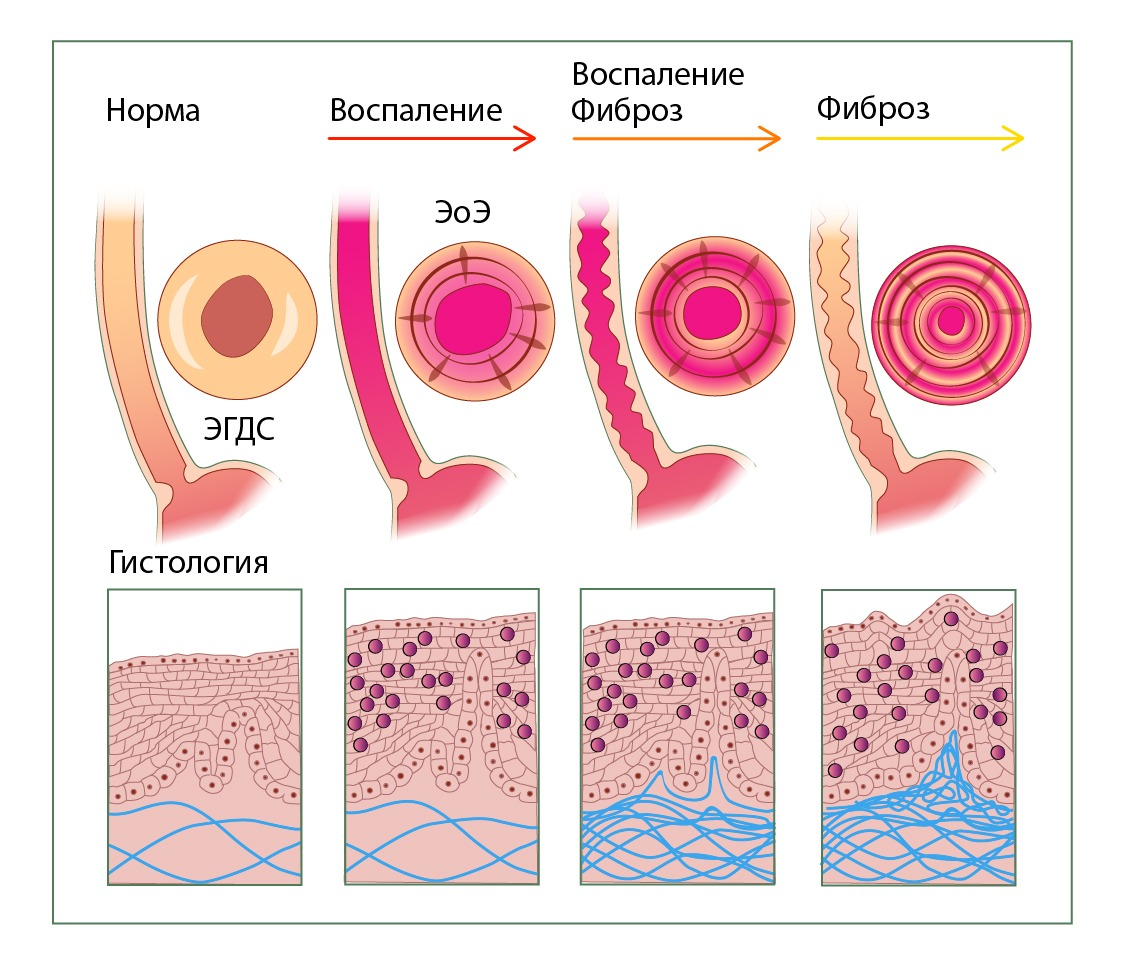 Норма
Воспаление
Воспаление
Фиброз
Фиброз
ЭоЭ
ЭГДС
Гистология